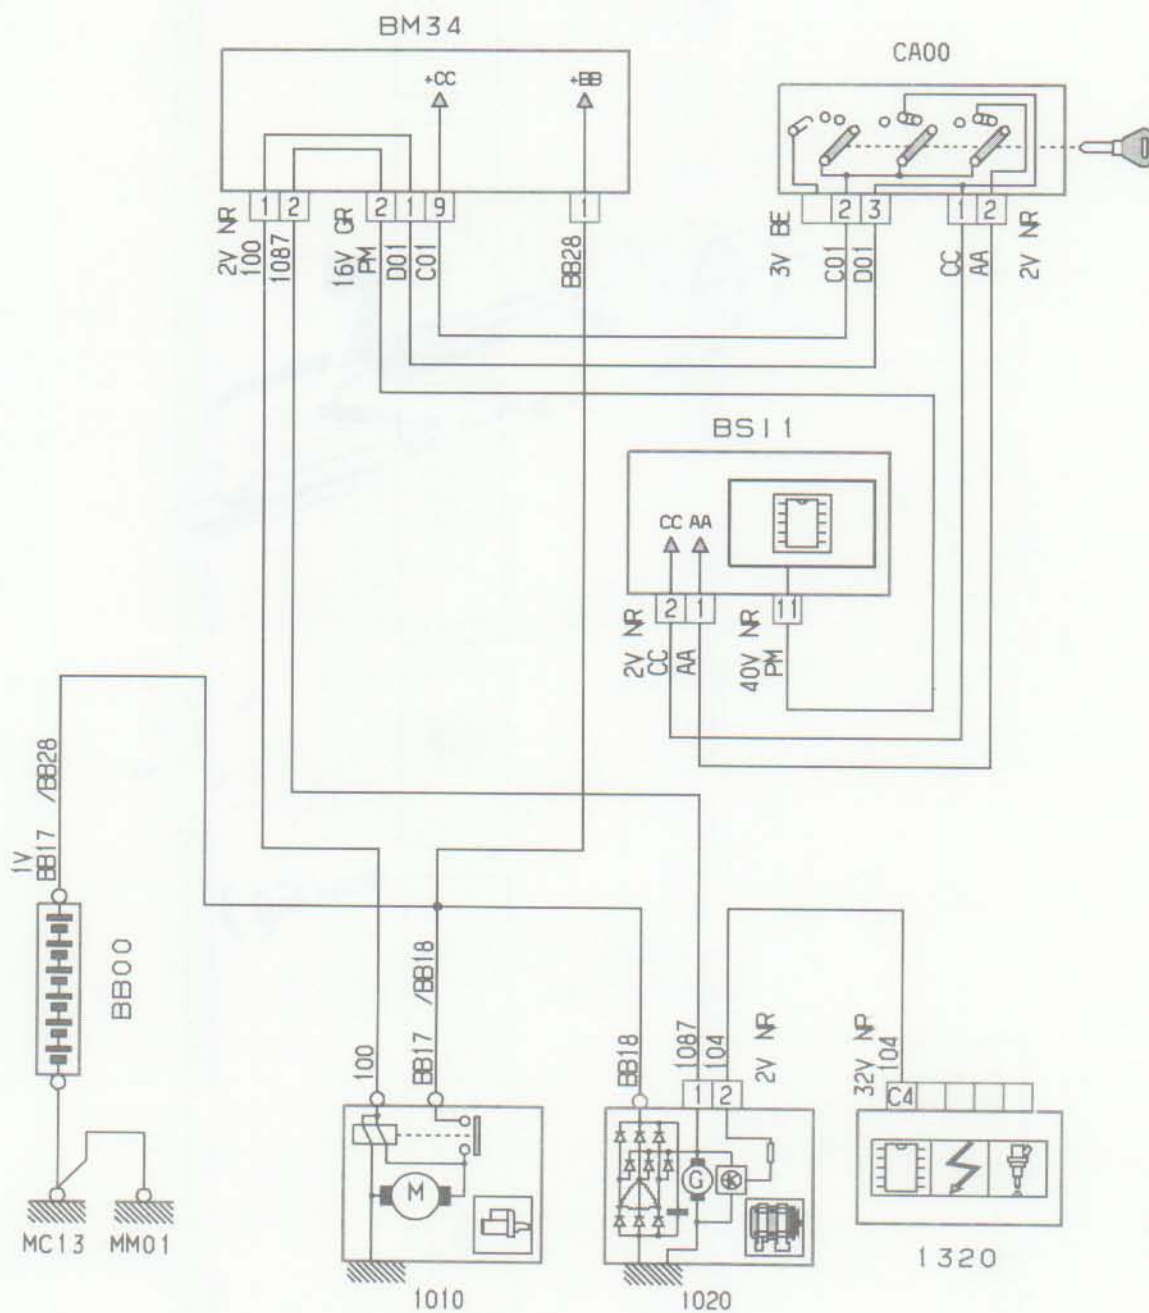 BM34
CA00
+CC
+BB
1 2
2 1 9
1
2 3
1 2
2V NR
100
1087
16V GR
PM
D01
C01
BB28
3V BE
C01
D01
CC
AA
2V NR
BSI1
CC AA
2 1
11
2V NR
CC
AA
40V NR
PM
1V
BB17 /BB28
BB00
100
BB17 /BB18
BB18
1087
104
2V NR
32V NR
104
1 2
C4
M
G
MC13
MM01
1010
1020
1320